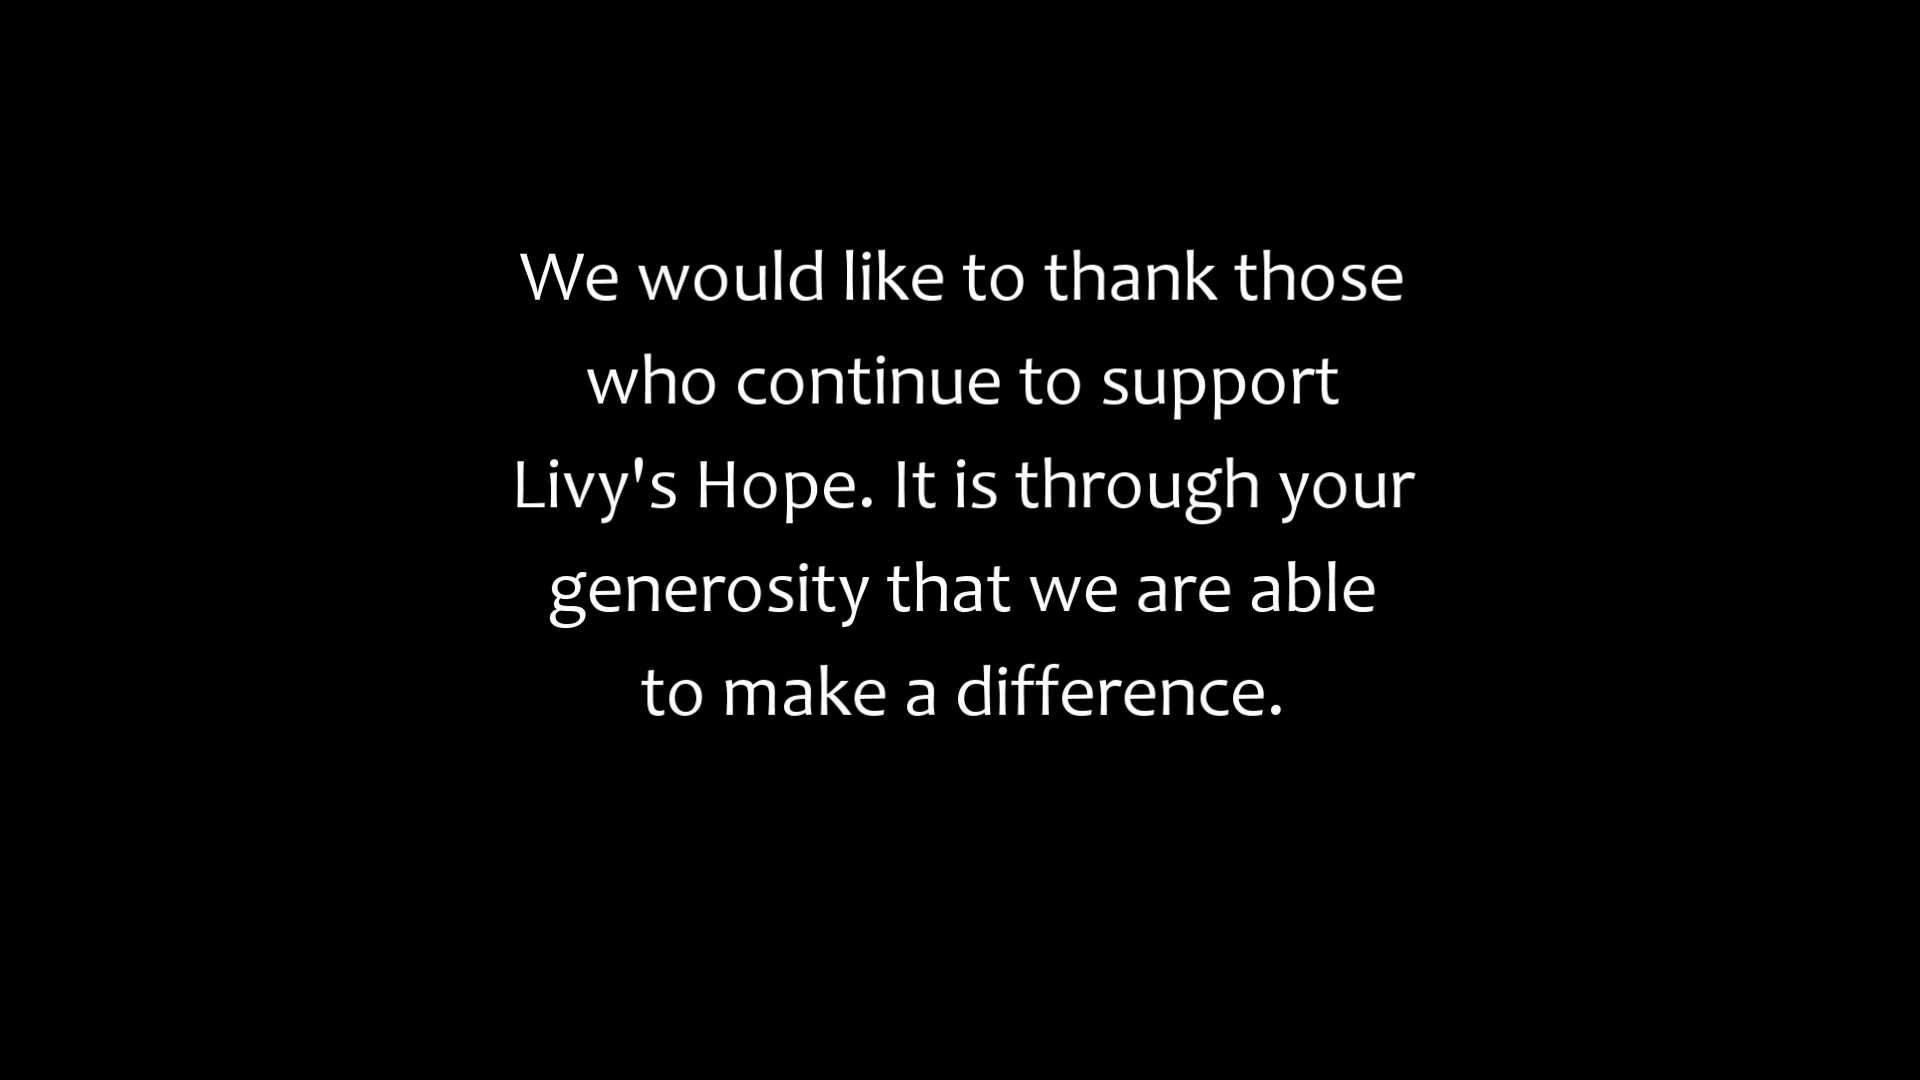 We would like to thank those
who continue to support
Livy's Hope. It is through your
generosity that we are able
to make a difference.